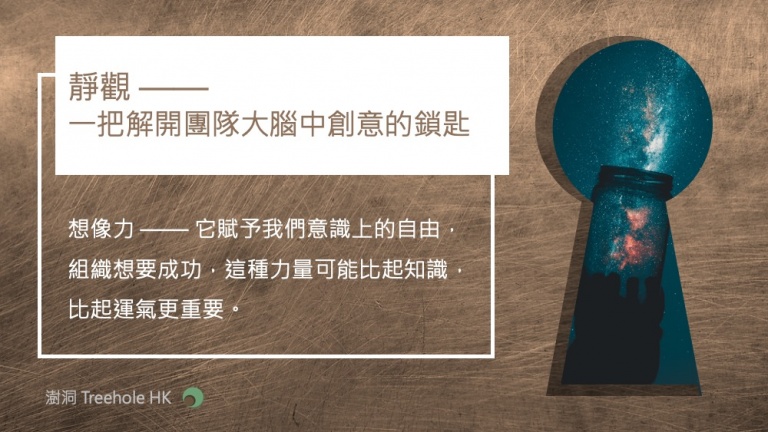 靜觀 ——
一把解開團隊大腦中創意的鎖匙
想像力 —— 它賦予我們意識上的自由，
組織想要成功，這種力量可能比起知識，
比起運氣更重要。
澍洞 Treehole HK